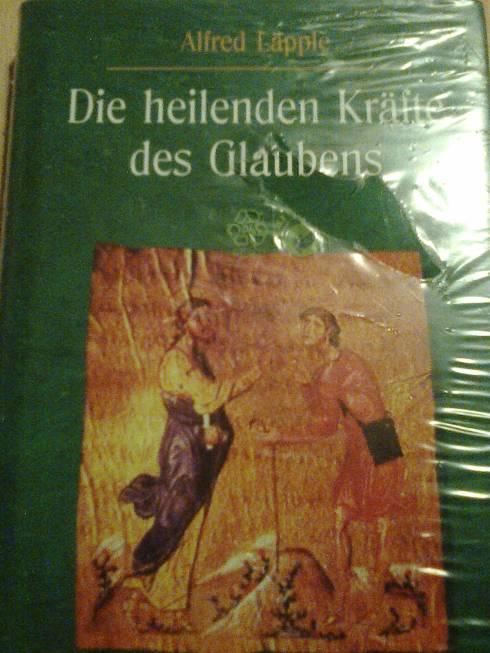 Alfred Läpple
Die heilenden Kräfte
des Glaubens